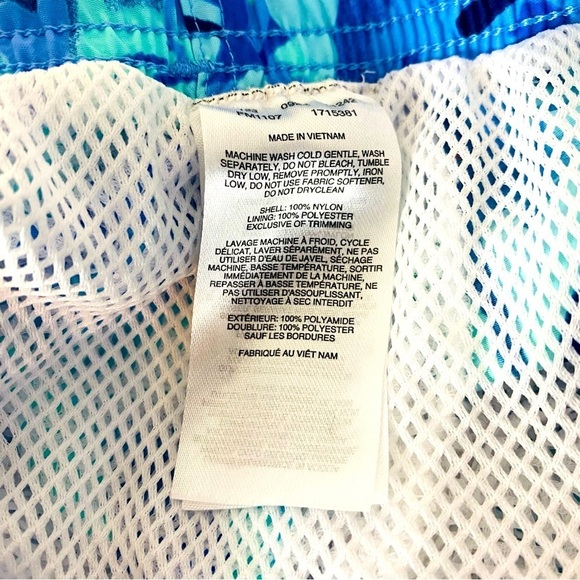 FM1107 1715361
MADE IN VIETNAM
MACHINE WASH COLD GENTLE, WASH
SEPARATELY, DO NOT BLEACH, TUMBLE
DRY LOW, REMOVE PROMPTLY, IRON
LOW, DO NOT USE FABRIC SOFTENER,
DO NOT DRYCLEAN
SHELL: 100% NYLON
LINING: 100% POLYESTER
EXCLUSIVE OF TRIMMING
LAVAGE MACHINE À FROID, CYCLE
DÉLICAT, LAVER SÉPARÉMENT, NE PAS
UTILISER D'EAU DE JAVEL, SÉCHAGE
MACHINE, BASSE TEMPÉRATURE, SORTIR
IMMÉDIATEMENT DE LA MACHINE,
REPASSER À BASSE TEMPÉRATURE, NE
PAS UTILISER D'ASSOUPLISSANT,
NETTOYAGE À SEC INTERDIT
EXTÉRIEUR: 100% POLYAMIDE
DOUBLURE: 100% POLYESTER
SAUF LES BORDURES
FABRIQUÉ AU VIÊT NAM